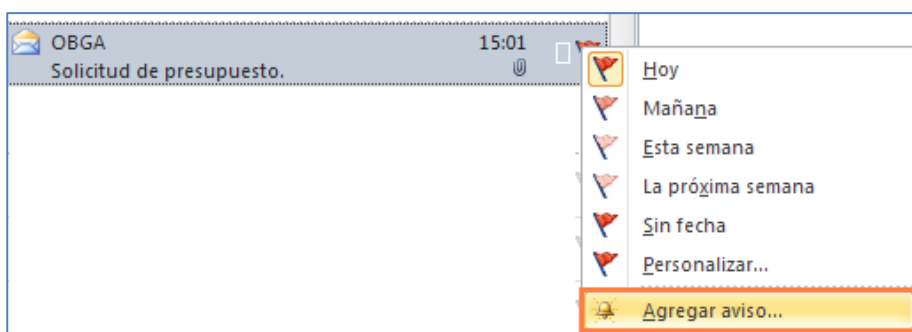 OBGA 15:01
Solicitud de presupuesto.
Hoy
Mañana
Esta semana
La próxima semana
Sin fecha
Personalizar...
Agregar aviso...